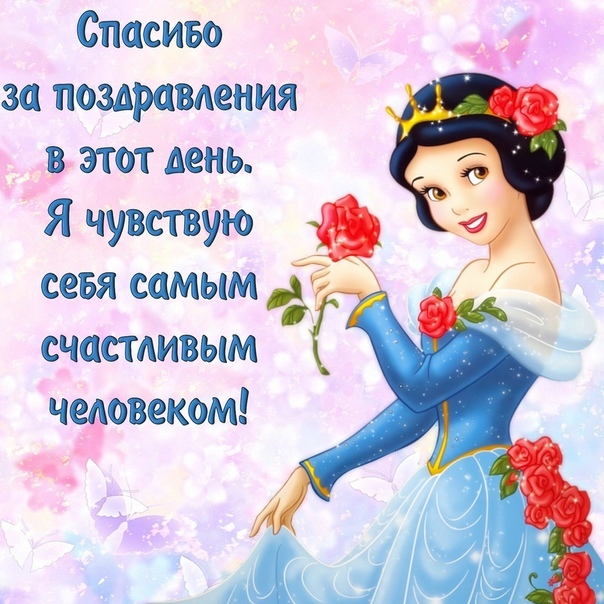 Спасибо
за поздравления
в этот день.
Я чувствую
себя самым
счастливым
человеком!